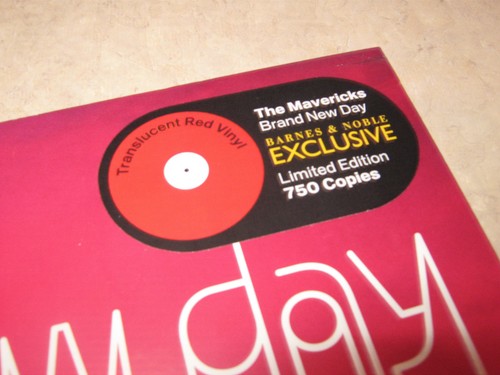 Translucent Red Vinyl
The Mavericks
Brand New Day
BARNES & NOBLE
EXCLUSIVE
Limited Edition
750 Copies
day